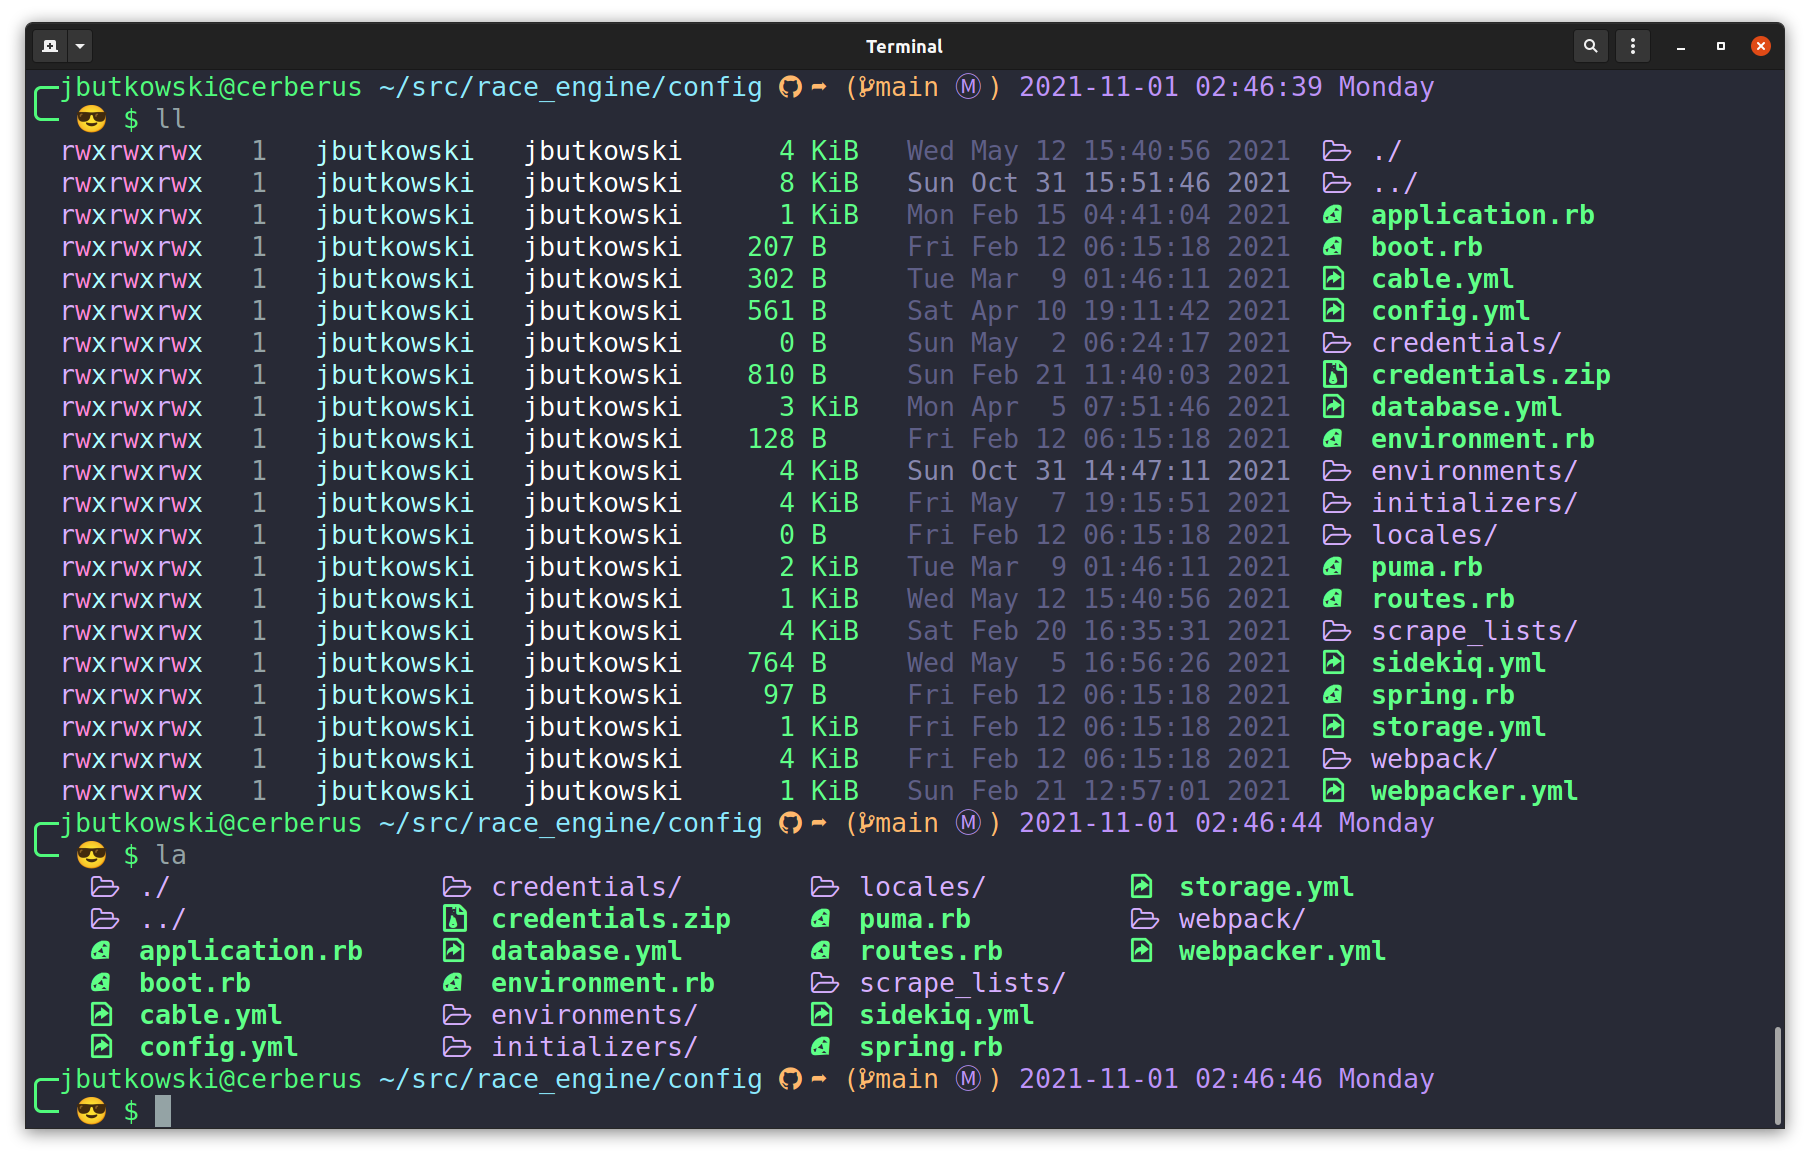 Terminal
jbutkowski@cerberus ~/src/race_engine/config (main Ⓜ ) 2021-11-01 02:46:39 Monday
$ ll
rwxrwxrwx 1 jbutkowski jbutkowski 4 KiB Wed May 12 15:40:56 2021 ./
rwxrwxrwx 1 jbutkowski jbutkowski 8 KiB Sun Oct 31 15:51:46 2021 ../
rwxrwxrwx 1 jbutkowski jbutkowski 1 KiB Mon Feb 15 04:41:04 2021 application.rb
rwxrwxrwx 1 jbutkowski jbutkowski 207 B Fri Feb 12 06:15:18 2021 boot.rb
rwxrwxrwx 1 jbutkowski jbutkowski 302 B Tue Mar 9 01:46:11 2021 cable.yml
rwxrwxrwx 1 jbutkowski jbutkowski 561 B Sat Apr 10 19:11:42 2021 config.yml
rwxrwxrwx 1 jbutkowski jbutkowski 0 B Sun May 2 06:24:17 2021 credentials/
rwxrwxrwx 1 jbutkowski jbutkowski 810 B Sun Feb 21 11:40:03 2021 credentials.zip
rwxrwxrwx 1 jbutkowski jbutkowski 3 KiB Mon Apr 5 07:51:46 2021 database.yml
rwxrwxrwx 1 jbutkowski jbutkowski 128 B Fri Feb 12 06:15:18 2021 environment.rb
rwxrwxrwx 1 jbutkowski jbutkowski 4 KiB Sun Oct 31 14:47:11 2021 environments/
rwxrwxrwx 1 jbutkowski jbutkowski 4 KiB Fri May 7 19:15:51 2021 initializers/
rwxrwxrwx 1 jbutkowski jbutkowski 0 B Fri Feb 12 06:15:18 2021 locales/
rwxrwxrwx 1 jbutkowski jbutkowski 2 KiB Tue Mar 9 01:46:11 2021 puma.rb
rwxrwxrwx 1 jbutkowski jbutkowski 1 KiB Wed May 12 15:40:56 2021 routes.rb
rwxrwxrwx 1 jbutkowski jbutkowski 4 KiB Sat Feb 20 16:35:31 2021 scrape_lists/
rwxrwxrwx 1 jbutkowski jbutkowski 764 B Wed May 5 16:56:26 2021 sidekiq.yml
rwxrwxrwx 1 jbutkowski jbutkowski 97 B Fri Feb 12 06:15:18 2021 spring.rb
rwxrwxrwx 1 jbutkowski jbutkowski 1 KiB Fri Feb 12 06:15:18 2021 storage.yml
rwxrwxrwx 1 jbutkowski jbutkowski 4 KiB Fri Feb 12 06:15:18 2021 webpack/
rwxrwxrwx 1 jbutkowski jbutkowski 1 KiB Sun Feb 21 12:57:01 2021 webpacker.yml
jbutkowski@cerberus ~/src/race_engine/config (main Ⓜ ) 2021-11-01 02:46:44 Monday
$ la
./ credentials/ locales/ storage.yml
../ credentials.zip puma.rb webpack/
application.rb database.yml routes.rb webpacker.yml
boot.rb environment.rb scrape_lists/
cable.yml environments/ sidekiq.yml
config.yml initializers/ spring.rb
jbutkowski@cerberus ~/src/race_engine/config (main Ⓜ ) 2021-11-01 02:46:46 Monday
$